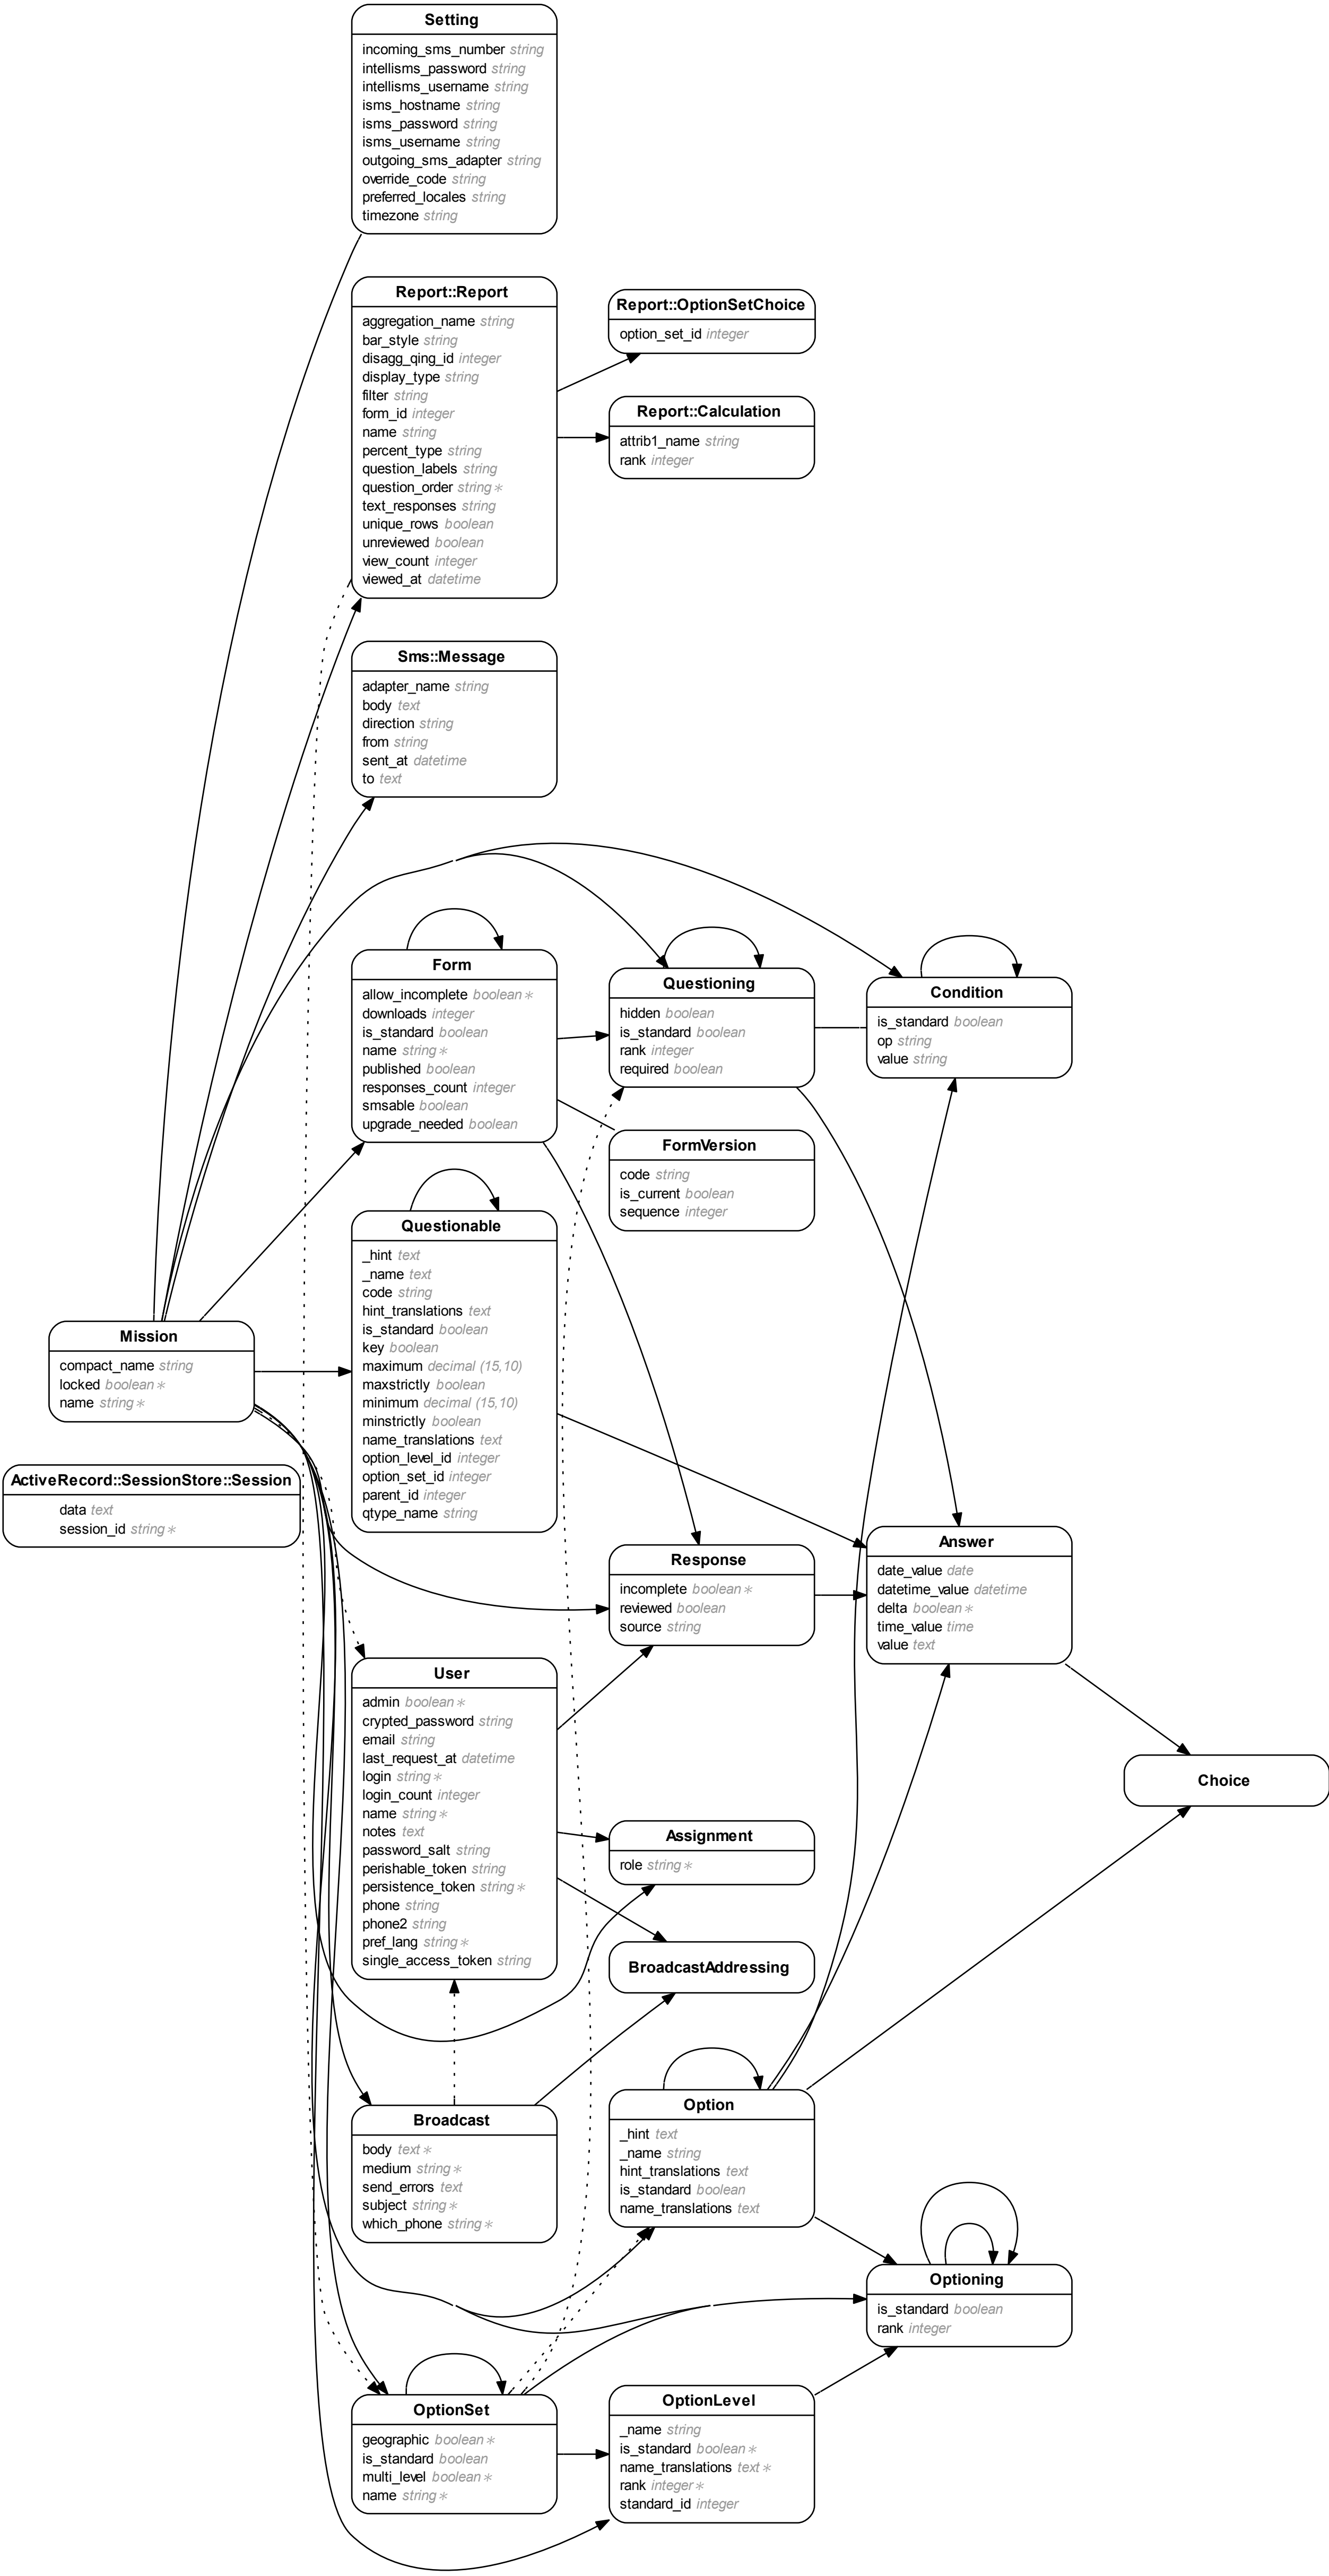 Setting
incoming_sms_number string
intellisms_password string
intellisms_username string
isms_hostname string
isms_password string
isms_username string
outgoing_sms_adapter string
override_code string
preferred_locales string
timezone string
Report::Report
aggregation_name string
bar_style string
disagg_qing_id integer
display_type string
filter string
form_id integer
name string
percent_type string
question_labels string
question_order string ∗
text_responses string
unique_rows boolean
unreviewed boolean
view_count integer
viewed_at datetime
Report::OptionSetChoice
option_set_id integer
Report::Calculation
attrib1_name string
rank integer
Sms::Message
adapter_name string
body text
direction string
from string
sent_at datetime
to text
Form
allow_incomplete boolean ∗
downloads integer
is_standard boolean
name string ∗
published boolean
responses_count integer
smsable boolean
upgrade_needed boolean
Questioning
hidden boolean
is_standard boolean
rank integer
required boolean
Condition
is_standard boolean
op string
value string
FormVersion
code string
is_current boolean
sequence integer
Questionable
_hint text
_name text
code string
hint_translations text
is_standard boolean
key boolean
maximum decimal (15,10)
maxstrictly boolean
minimum decimal (15,10)
minstrictly boolean
name_translations text
option_level_id integer
option_set_id integer
parent_id integer
qtype_name string
Mission
compact_name string
locked boolean ∗
name string ∗
ActiveRecord::SessionStore::Session
data text
session_id string ∗
Response
incomplete boolean ∗
reviewed boolean
source string
Answer
date_value date
datetime_value datetime
delta boolean ∗
time_value time
value text
User
admin boolean ∗
crypted_password string
email string
last_request_at datetime
login string ∗
login_count integer
name string ∗
notes text
password_salt string
perishable_token string
persistence_token string ∗
phone string
phone2 string
pref_lang string ∗
single_access_token string
Choice
Assignment
role string ∗
BroadcastAddressing
Broadcast
body text ∗
medium string ∗
send_errors text
subject string ∗
which_phone string ∗
Option
_hint text
_name string
hint_translations text
is_standard boolean
name_translations text
Optioning
is_standard boolean
rank integer
OptionSet
geographic boolean ∗
is_standard boolean
multi_level boolean ∗
name string ∗
OptionLevel
_name string
is_standard boolean ∗
name_translations text ∗
rank integer ∗
standard_id integer